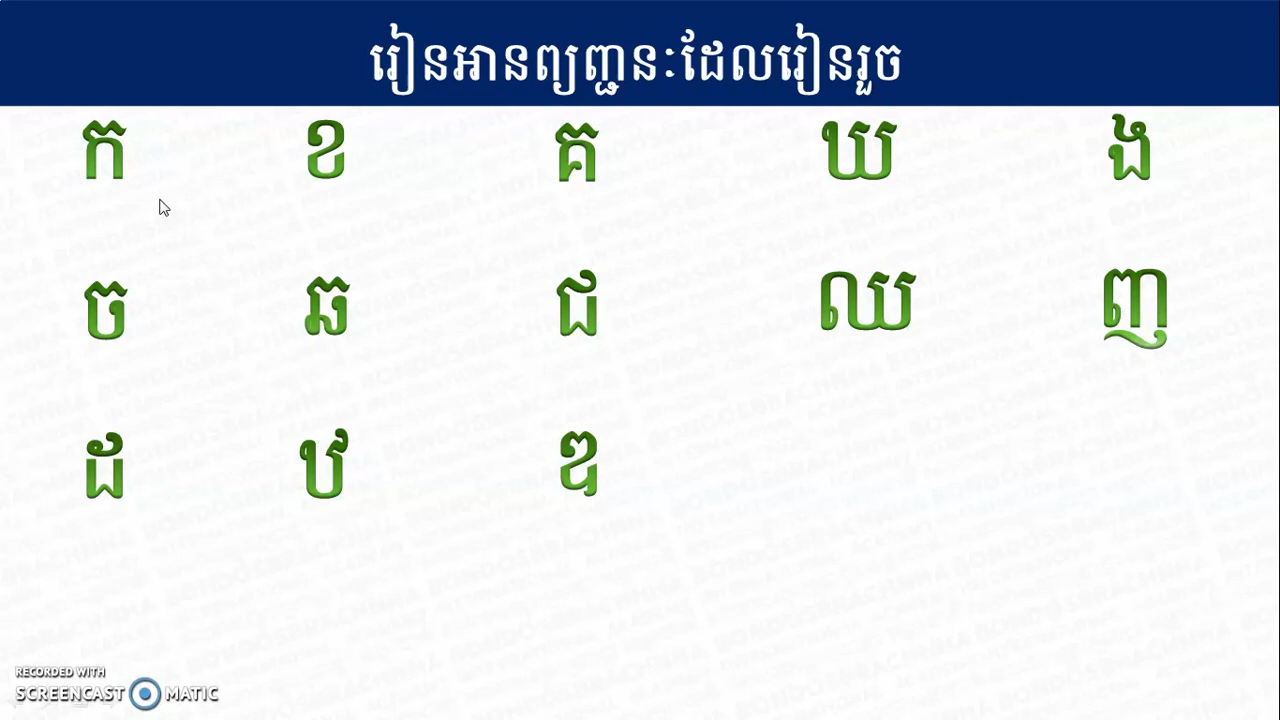 រៀនអានព្យញ្ជនៈដែលរៀនរួច
ក ខ គ ឃ ង
ច ឆ ជ ឈ ញ
ដ ឋ ឌ
RECORDED WITH
SCREENCAST MATIC